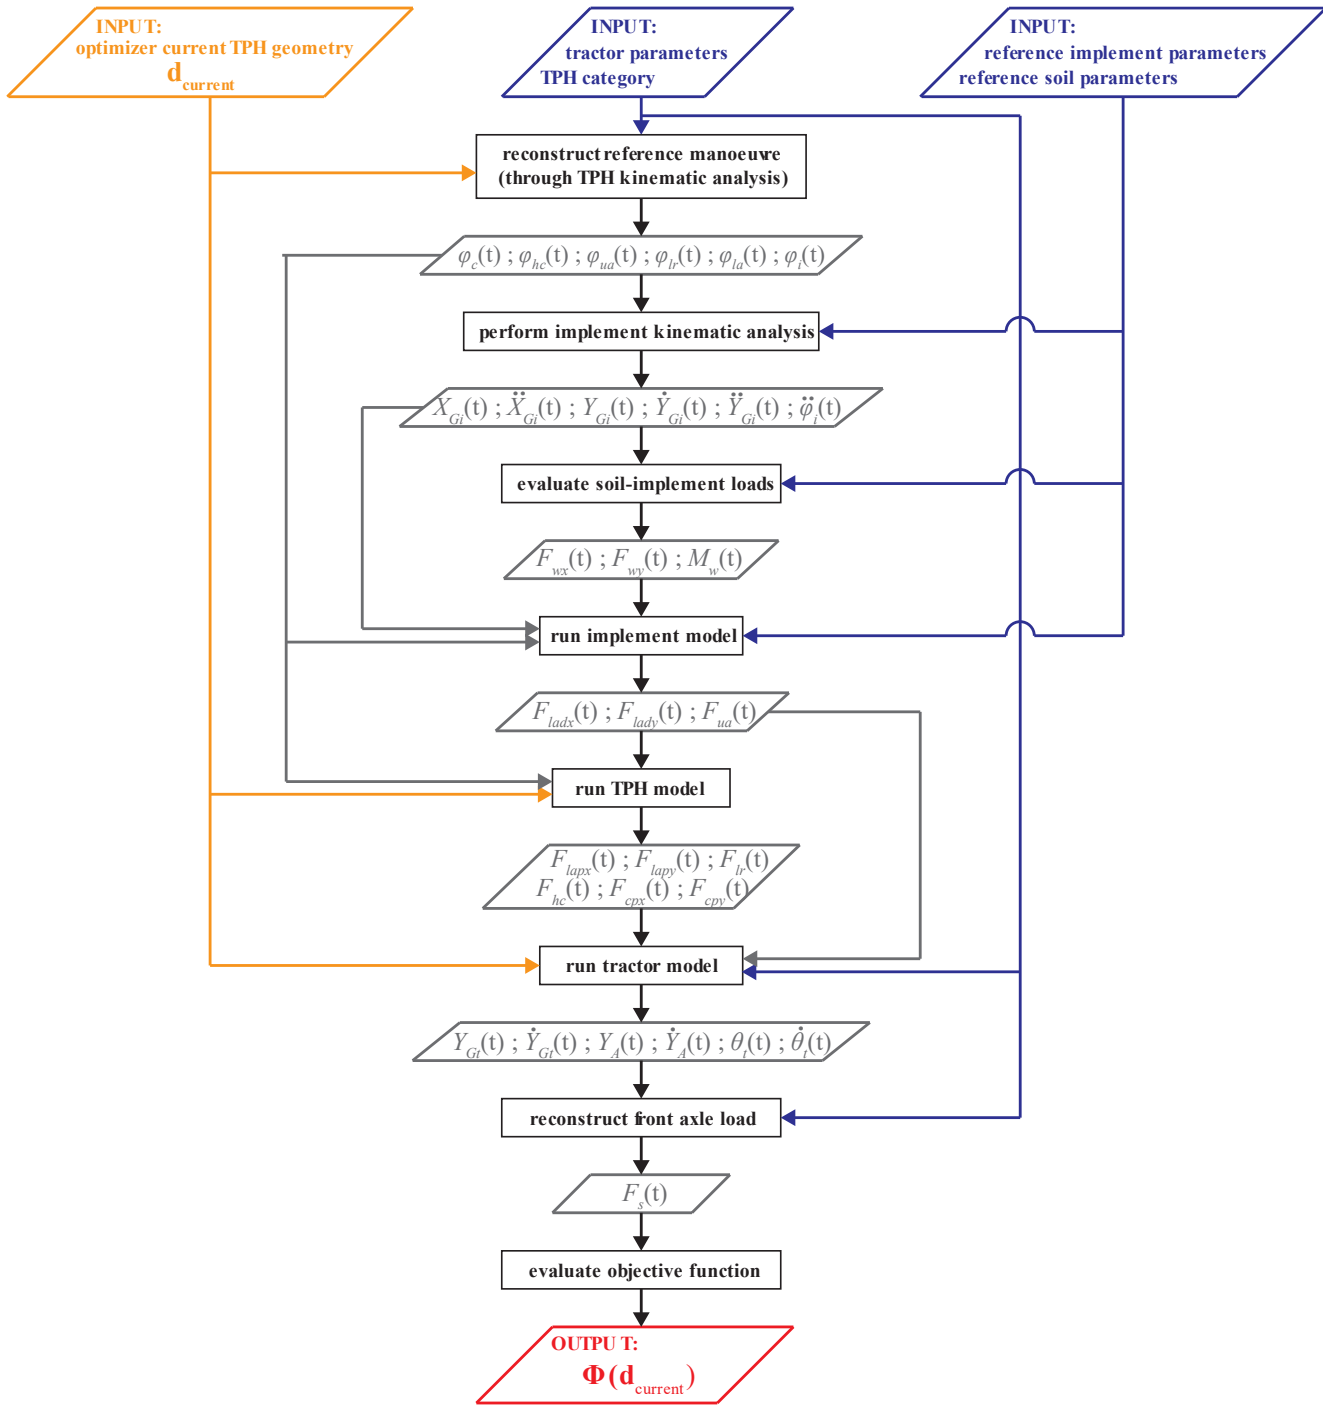 INPUT:
optimizer current TPH geometry
d_current
INPUT:
tractor parameters
TPH category
INPUT:
reference implement parameters
reference soil parameters
reconstruct reference manoeuvre
(through TPH kinematic analysis)
φ_c(t) ; φ_hc(t) ; φ_ua(t) ; φ_lr(t) ; φ_la(t) ; φ_i(t)
perform implement kinematic analysis
X_Gi(t) ; Ẍ_Gi(t) ; Y_Gi(t) ; Ẏ_Gi(t) ; Ÿ_Gi(t) ; φ̈_i(t)
evaluate soil-implement loads
F_wx(t) ; F_wy(t) ; M_w(t)
run implement model
F_ladx(t) ; F_lady(t) ; F_ua(t)
run TPH model
F_lapx(t) ; F_lapy(t) ; F_lr(t)
F_hc(t) ; F_cpx(t) ; F_cpy(t)
run tractor model
Y_Gt(t) ; Ẏ_Gt(t) ; Y_A(t) ; Ẏ_A(t) ; θ_t(t) ; θ̇_t(t)
reconstruct front axle load
F_s(t)
evaluate objective function
OUTPUT:
Φ(d_current)